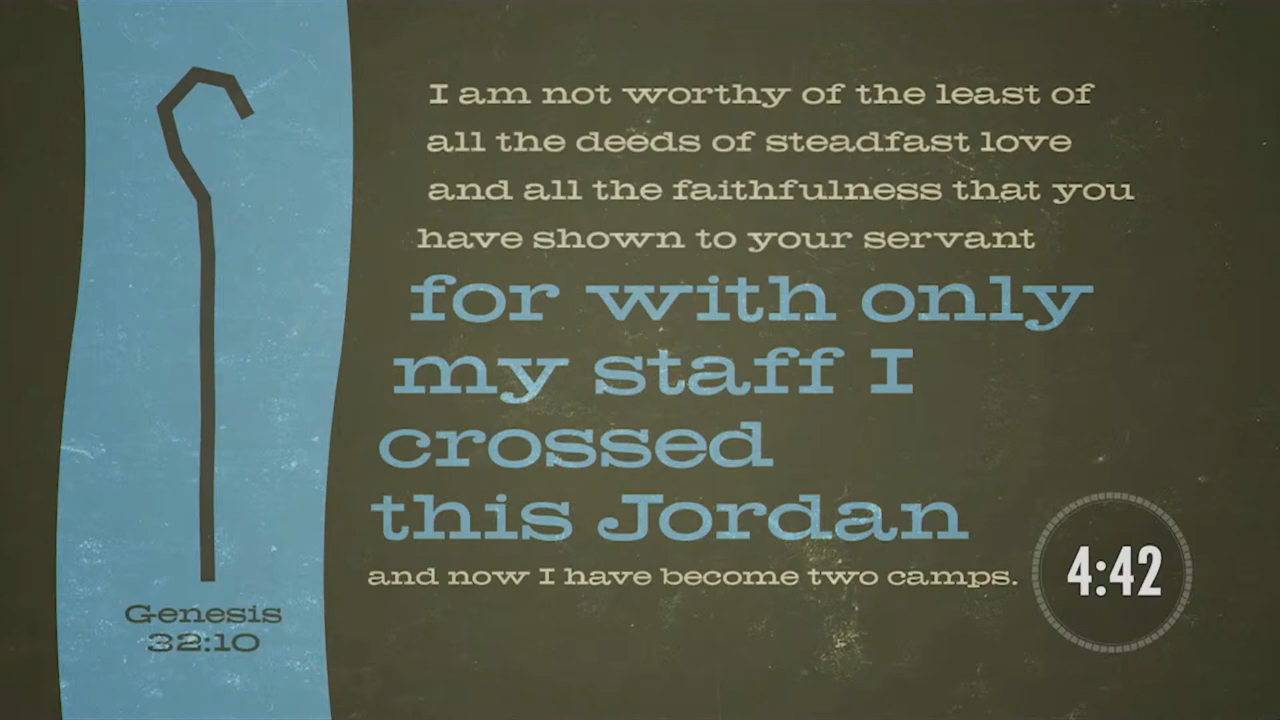 I am not worthy of the least of
all the deeds of steadfast love
and all the faithfulness that you
have shown to your servant
for with only
my staff I
crossed
this Jordan
and now I have become two camps.
4:42
Genesis
32:10